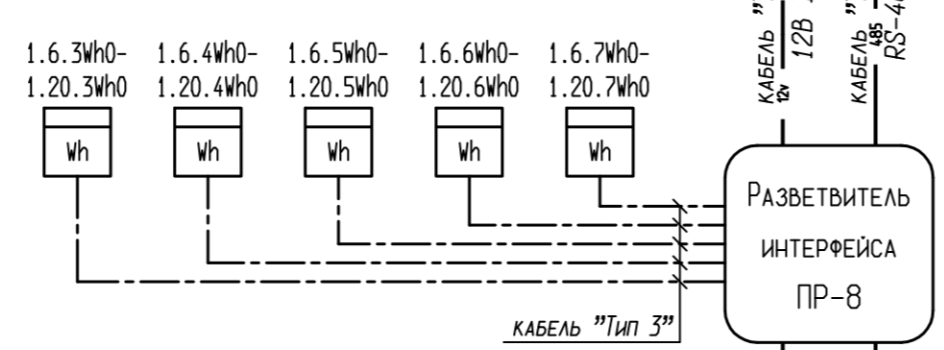 1.6.3Wh0-
1.20.3Wh0
1.6.4Wh0-
1.20.4Wh0
1.6.5Wh0-
1.20.5Wh0
1.6.6Wh0-
1.20.6Wh0
1.6.7Wh0-
1.20.7Wh0
Wh
Wh
Wh
Wh
Wh
КАБЕЛЬ
12v
12В
КАБЕЛЬ
485
РАЗВЕТВИТЕЛЬ
ИНТЕРФЕЙСА
ПР-8
КАБЕЛЬ "Тип 3"